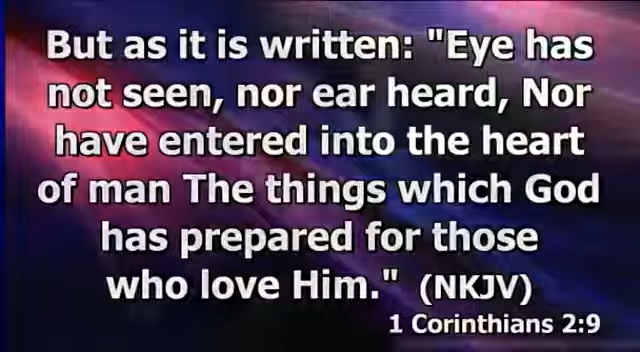 But as it is written: "Eye has
not seen, nor ear heard, Nor
have entered into the heart
of man The things which God
has prepared for those
who love Him." (NKJV)
1 Corinthians 2:9